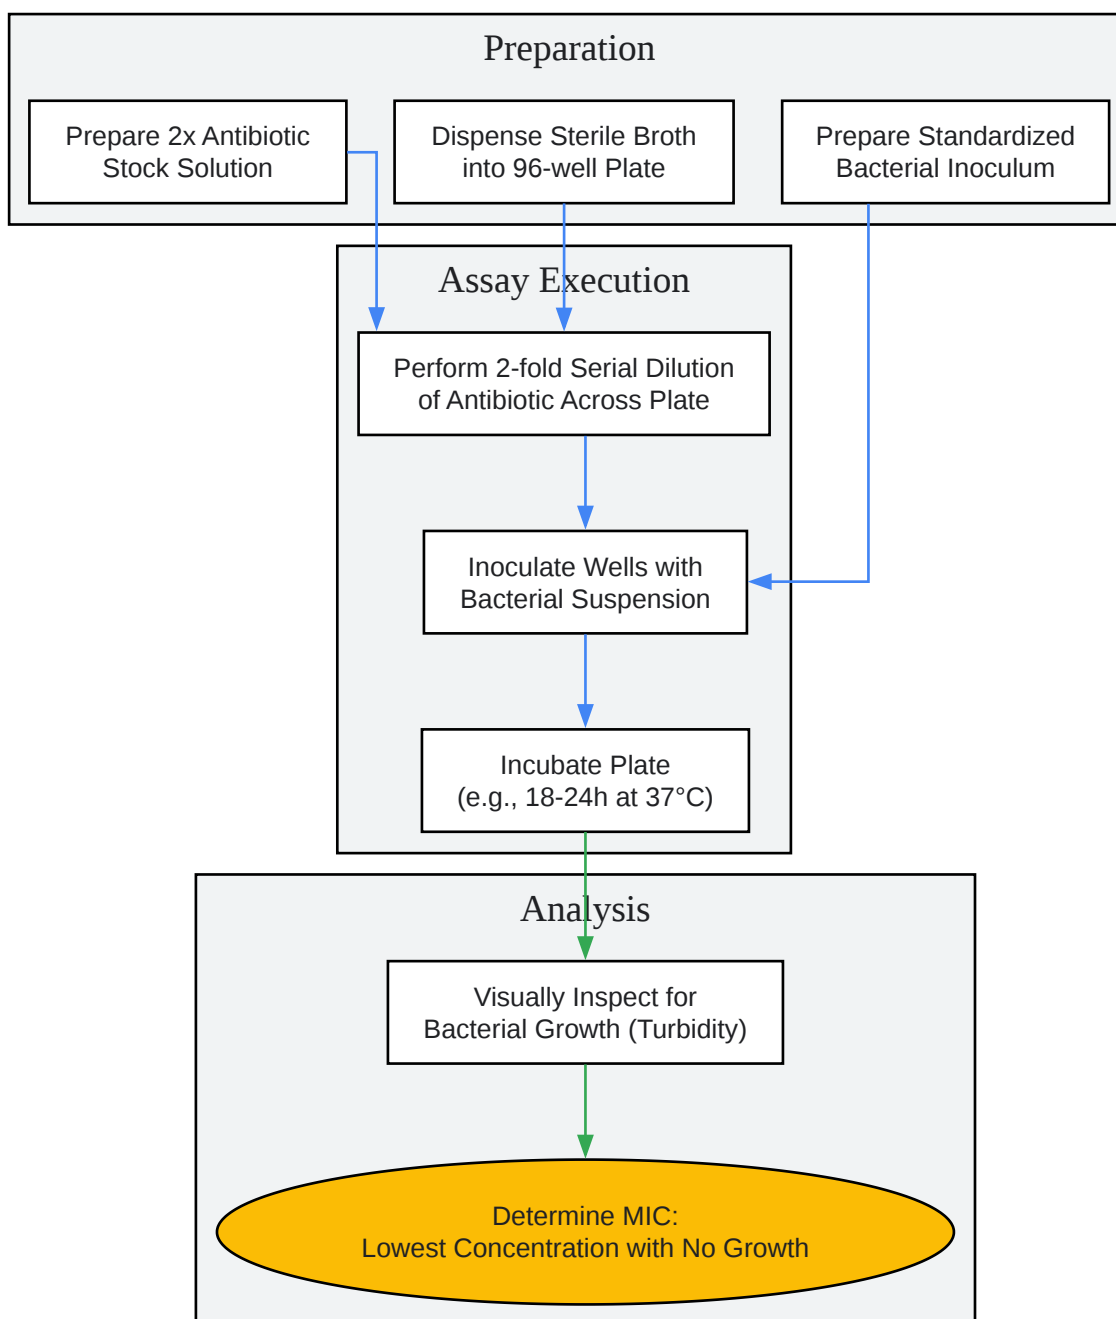 Preparation
Prepare 2x Antibiotic
Stock Solution
Dispense Sterile Broth
into 96-well Plate
Prepare Standardized
Bacterial Inoculum
Assay Execution
Perform 2-fold Serial Dilution
of Antibiotic Across Plate
Inoculate Wells with
Bacterial Suspension
Incubate Plate
(e.g., 18-24h at 37°C)
Analysis
Visually Inspect for
Bacterial Growth (Turbidity)
Determine MIC:
Lowest Concentration with No Growth